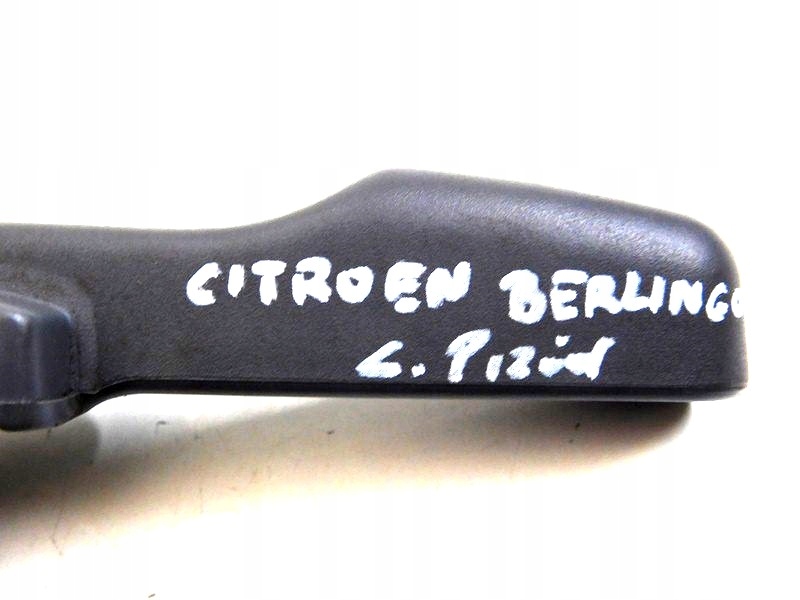 CITROEN BERLINGO
L. Przód